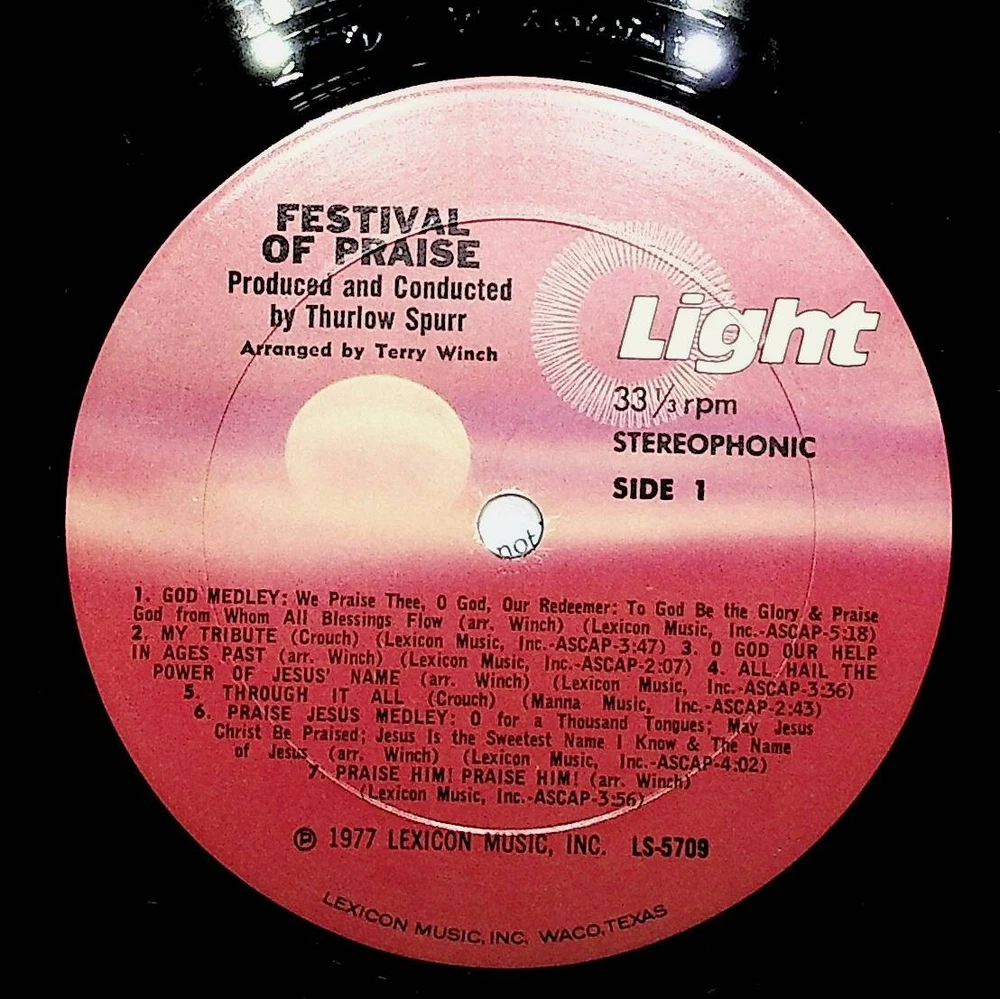 FESTIVAL
OF PRAISE
Produced and Conducted
by Thurlow Spurr
Arranged by Terry Winch
Light
33 1/3 rpm
STEREOPHONIC
SIDE 1
not
1. GOD MEDLEY: We Praise Thee, O God, Our Redeemer; To God Be the Glory & Praise
God from Whom All Blessings Flow (arr. Winch) (Lexicon Music, Inc.-ASCAP-5:18)
2. MY TRIBUTE (Crouch) (Lexicon Music, Inc.-ASCAP-3:47) 3. O GOD OUR HELP
IN AGES PAST (arr. Winch) (Lexicon Music, Inc.-ASCAP-2:07) 4. ALL HAIL THE
POWER OF JESUS' NAME (arr. Winch) (Lexicon Music, Inc.-ASCAP-3:36)
5. THROUGH IT ALL (Crouch) (Manna Music, Inc.-ASCAP-2:43)
6. PRAISE JESUS MEDLEY: O for a Thousand Tongues; May Jesus
Christ Be Praised; Jesus Is the Sweetest Name I Know & The Name
of Jesus (arr. Winch) (Lexicon Music, Inc.-ASCAP-4:02)
7. PRAISE HIM! PRAISE HIM! (arr. Winch)
(Lexicon Music, Inc.-ASCAP-3:56)
℗ 1977 LEXICON MUSIC, INC. LS-5709
LEXICON MUSIC, INC. WACO, TEXAS